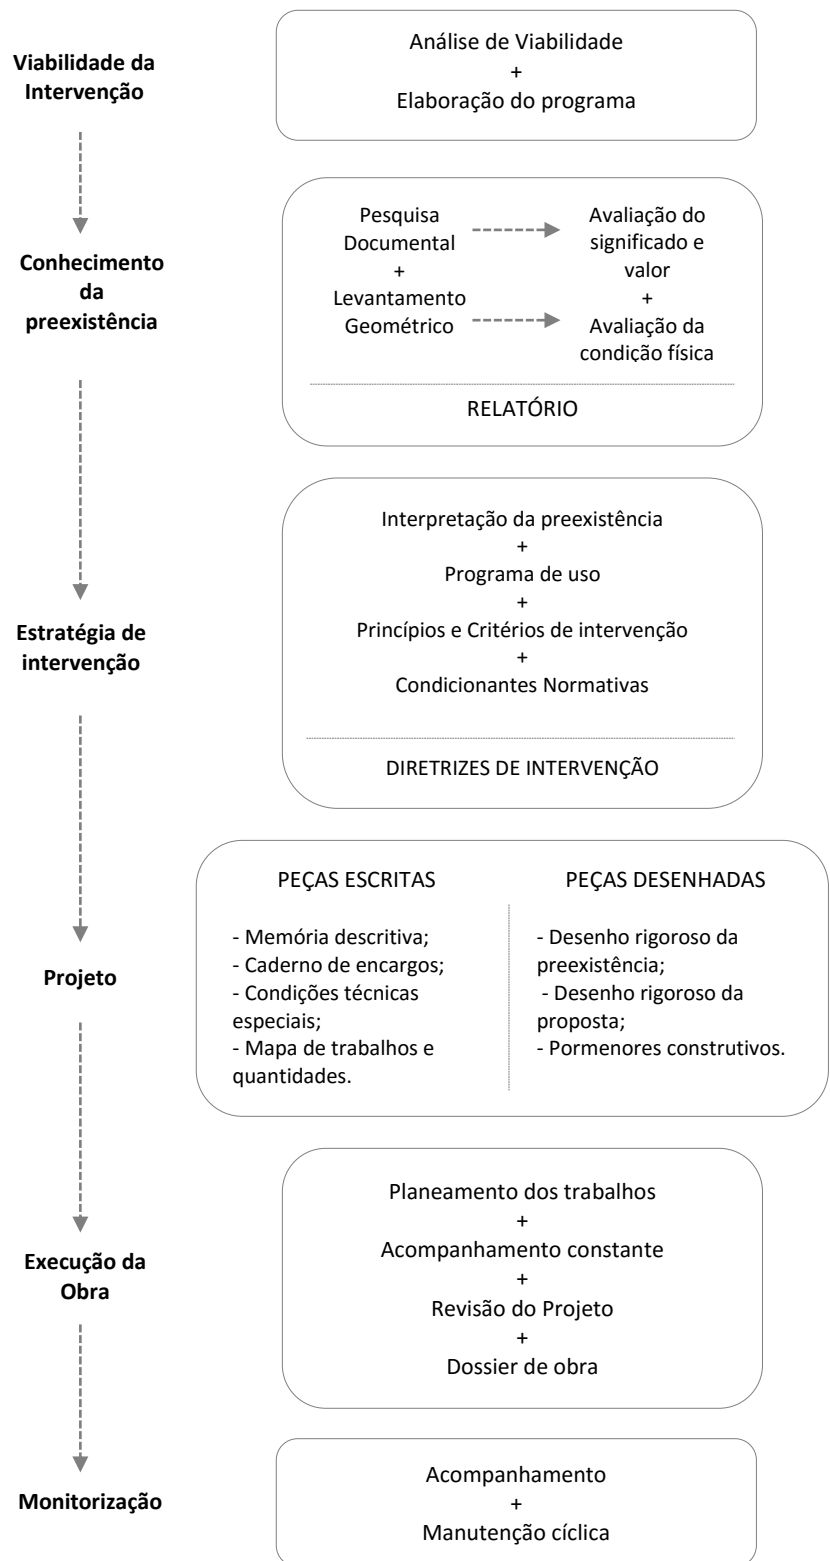 Viabilidade da
Intervenção
Análise de Viabilidade
+
Elaboração do programa
Conhecimento
da
preexistência
Pesquisa
Documental
+
Levantamento
Geométrico
Avaliação do
significado e
valor
+
Avaliação da
condição física
RELATÓRIO
Estratégia de
intervenção
Interpretação da preexistência
+
Programa de uso
+
Princípios e Critérios de intervenção
+
Condicionantes Normativas
DIRETRIZES DE INTERVENÇÃO
Projeto
PEÇAS ESCRITAS
- Memória descritiva;
- Caderno de encargos;
- Condições técnicas
especiais;
- Mapa de trabalhos e
quantidades.
PEÇAS DESENHADAS
- Desenho rigoroso da
preexistência;
- Desenho rigoroso da
proposta;
- Pormenores construtivos.
Execução da
Obra
Planeamento dos trabalhos
+
Acompanhamento constante
+
Revisão do Projeto
+
Dossier de obra
Monitorização
Acompanhamento
+
Manutenção cíclica